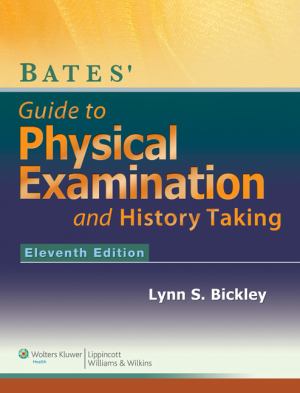 BATES'
Guide to
Physical
Examination
and History Taking
Eleventh Edition
Lynn S. Bickley
Wolters Kluwer | Lippincott
Health | Williams & Wilkins